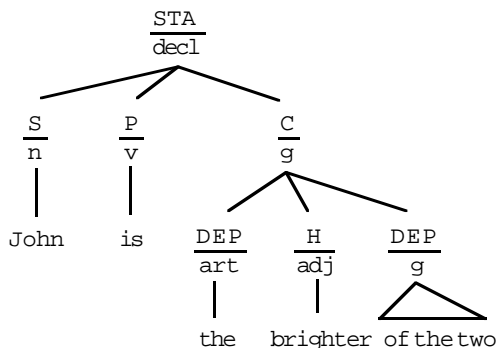 STA
decl
S P C
n v g
John is DEP H DEP
art adj g
the brighter of the two